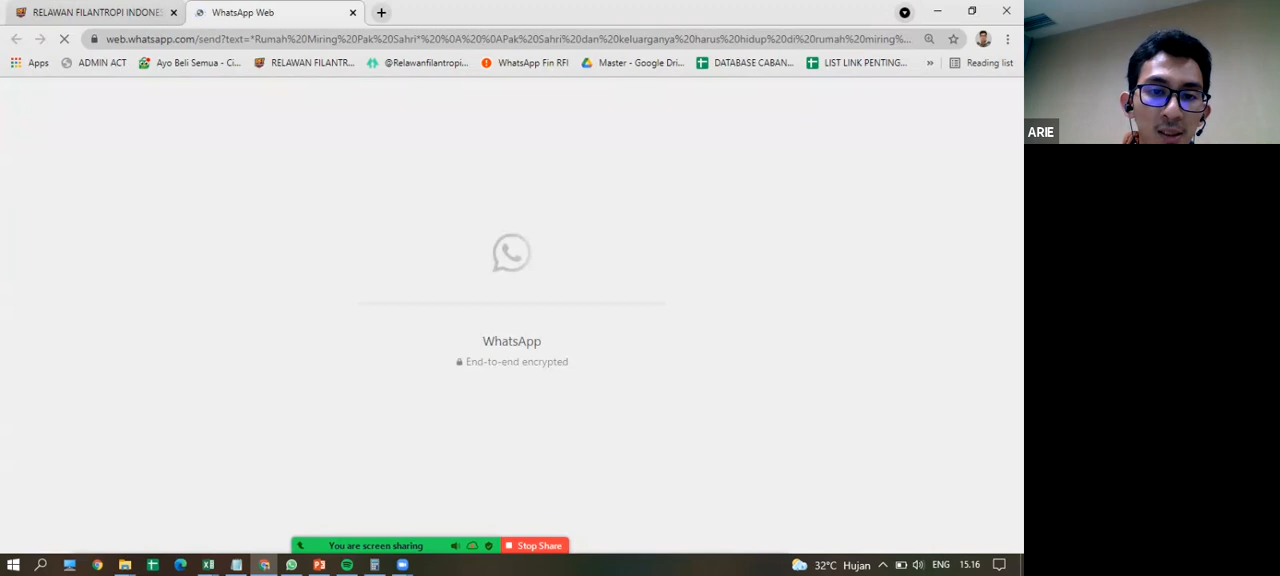 RELAWAN FILANTROPI INDONES
WhatsApp Web
web.whatsapp.com/send?text=*Rumah%20Miring%20Pak%20Sahri*%20%0A%20%0APak%20Sahri%20dan%20keluarganya%20harus%20hidup%20di%20rumah%20miring%...
Apps
ADMIN ACT
Ayo Beli Semua - Ci...
RELAWAN FILANTR...
@Relawanfilantropi...
WhatsApp Fin RFI
Master - Google Dri...
DATABASE CABAN...
LIST LINK PENTING...
»
Reading list
ARIE
WhatsApp
End-to-end encrypted
You are screen sharing
Stop Share
32°C Hujan
ENG
15.16